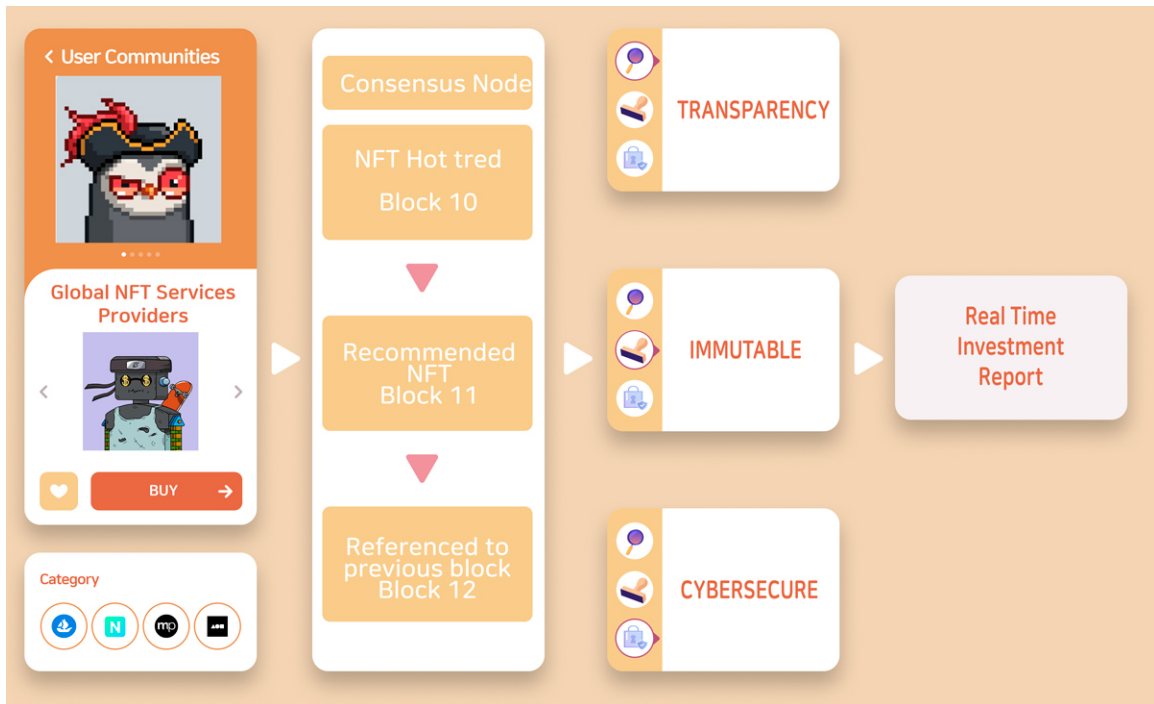 User Communities
Global NFT Services
Providers
BUY
Category
N
mp
Consensus Node
NFT Hot tred
Block 10
Recommended
NFT
Block 11
Referenced to
previous block
Block 12
TRANSPARENCY
IMMUTABLE
CYBERSECURE
Real Time
Investment
Report